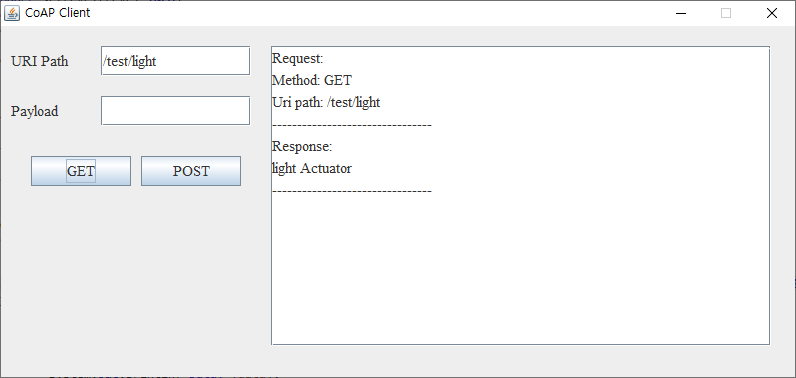 CoAP Client
URI Path
/test/light
Payload
GET
POST
Request:
Method: GET
Uri path: /test/light
--------------------------------
Response:
light Actuator
--------------------------------